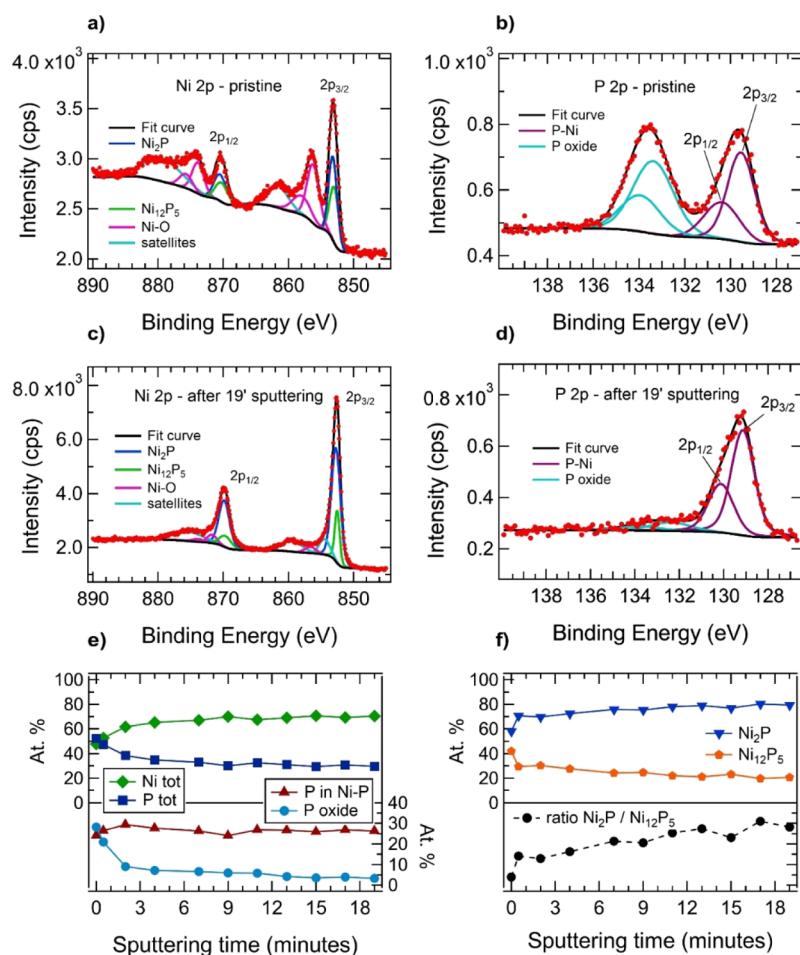 a)
4.0 x10³
Ni 2p - pristine
2p3/2
Fit curve
Ni₂P
2p1/2
Ni₁₂P₅
Ni-O
satellites
3.5
3.0
2.5
2.0
Intensity (cps)
890 880 870 860 850
Binding Energy (eV)
b)
1.0 x10³
P 2p - pristine
2p3/2
Fit curve
P-Ni
P oxide
2p1/2
0.8
0.6
0.4
Intensity (cps)
138 136 134 132 130 128
Binding Energy (eV)
c)
8.0 x10³
Ni 2p - after 19' sputtering
2p3/2
Fit curve
Ni₂P
Ni₁₂P₅
Ni-O
satellites
2p1/2
6.0
4.0
2.0
Intensity (cps)
890 880 870 860 850
Binding Energy (eV)
d)
0.8 x10³
P 2p - after 19' sputtering
2p3/2
Fit curve
P-Ni
P oxide
2p1/2
0.6
0.4
0.2
Intensity (cps)
138 136 134 132 130 128
Binding Energy (eV)
e)
100
80
60
40
20
0
At. %
Ni tot
P tot
P in Ni-P
P oxide
40
30
20
10
0
At. %
0 3 6 9 12 15 18
Sputtering time (minutes)
f)
100
80
60
40
20
0
At. %
Ni₂P
Ni₁₂P₅
ratio Ni₂P / Ni₁₂P₅
0 3 6 9 12 15 18
Sputtering time (minutes)